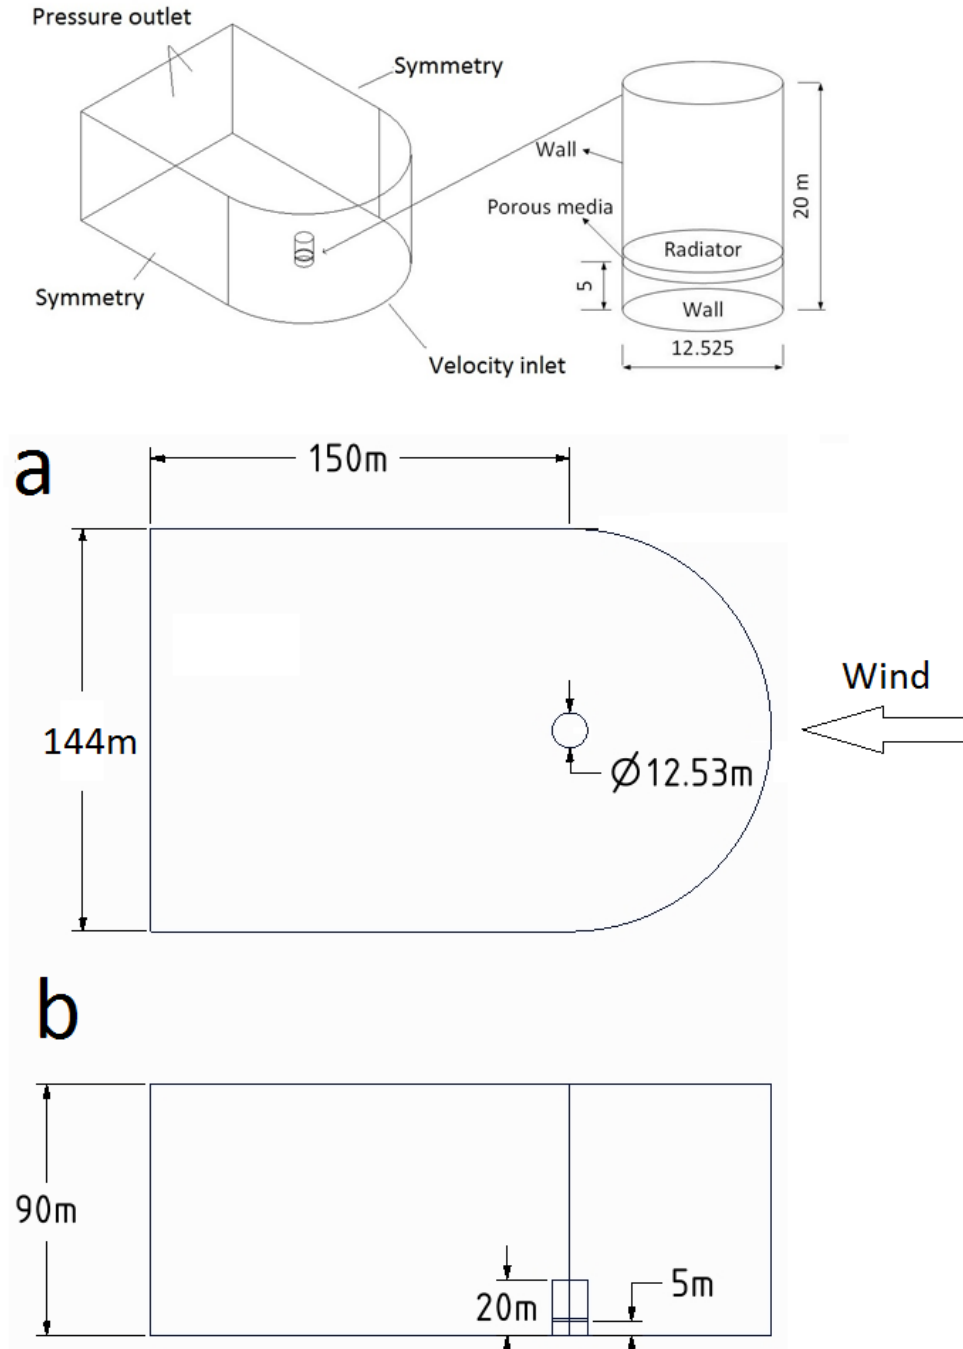 Pressure outlet
Symmetry
Wall
Porous media
Radiator
20 m
5
Wall
12.525
Symmetry
Velocity inlet
a
150m
Wind
144m
Ø12.53m
b
90m
20m
5m